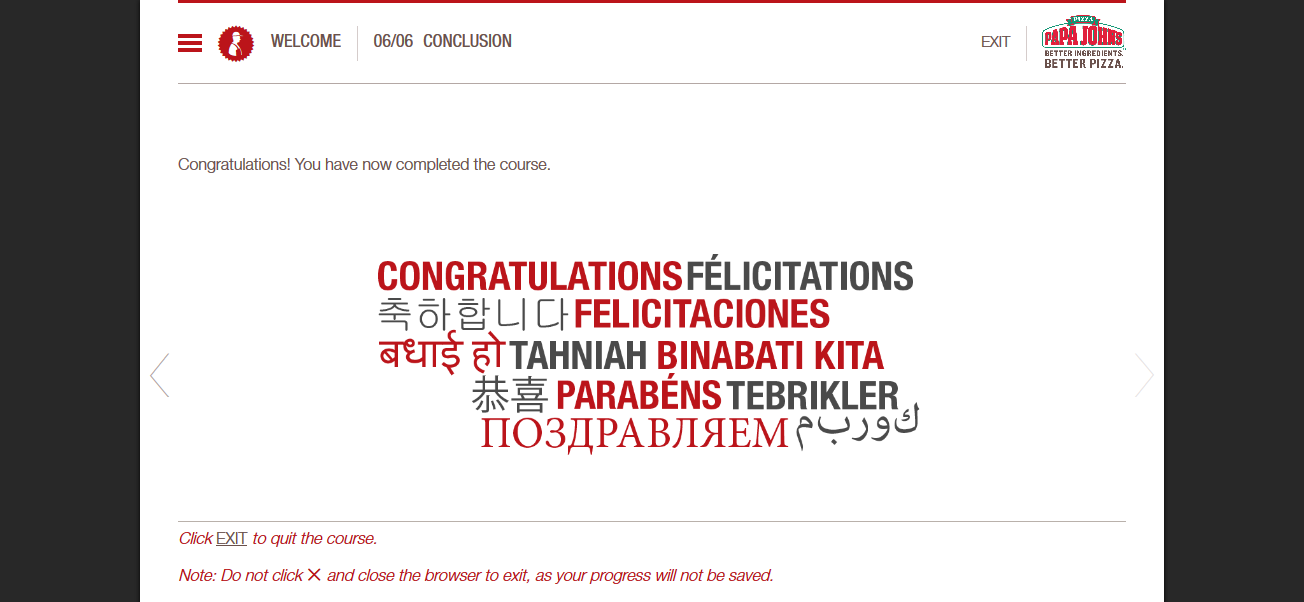 WELCOME 06/06 CONCLUSION EXIT
PIZZA
PAPA JOHNS
BETTER INGREDIENTS.
BETTER PIZZA.
Congratulations! You have now completed the course.
CONGRATULATIONS FÉLICITATIONS
축하합니다 FELICITACIONES
बधाई हो TAHNIAH BINABATI KITA
恭喜 PARABÉNS TEBRIKLER
ПОЗДРАВЛЯЕМ ك و ر ب م
Click EXIT to quit the course.
Note: Do not click ✕ and close the browser to exit, as your progress will not be saved.